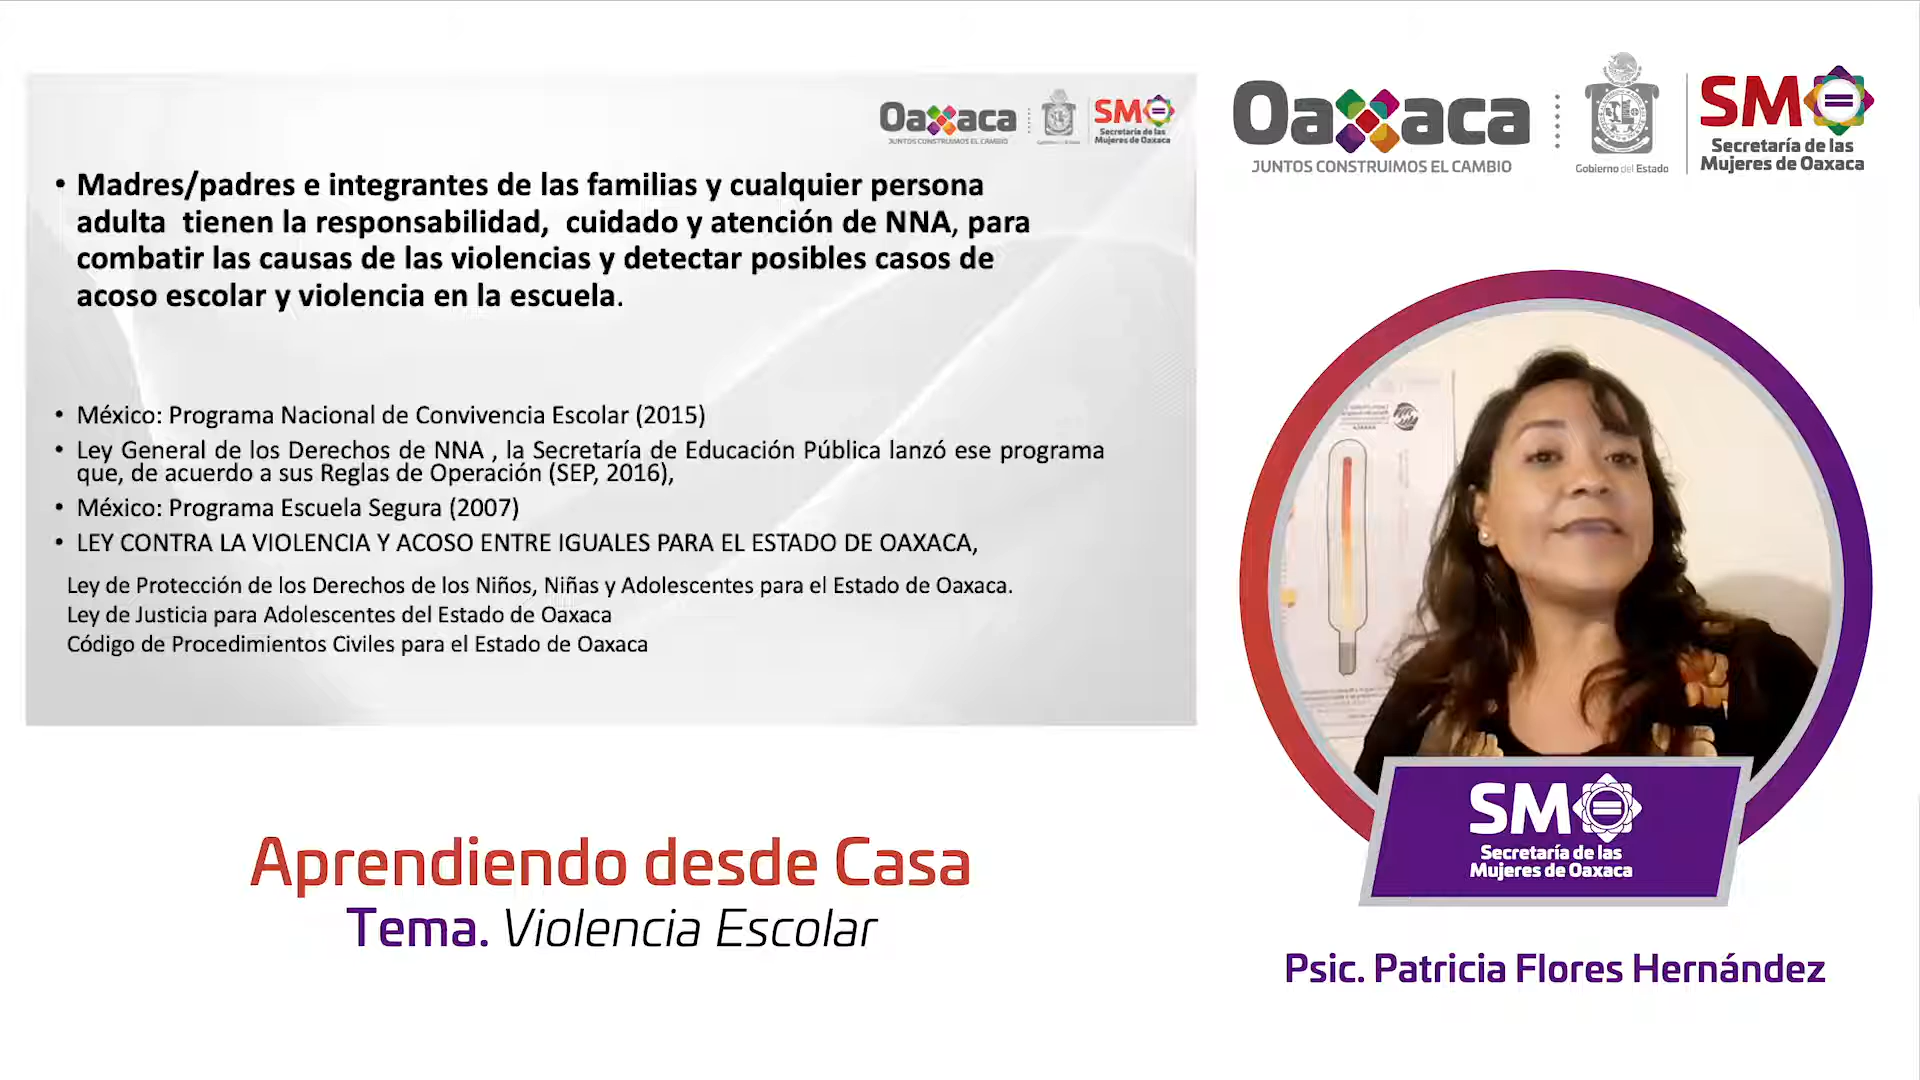 Oaxaca
JUNTOS CONSTRUIMOS EL CAMBIO
SM
Secretaría de las
Mujeres de Oaxaca
• Madres/padres e integrantes de las familias y cualquier persona
adulta tienen la responsabilidad, cuidado y atención de NNA, para
combatir las causas de las violencias y detectar posibles casos de
acoso escolar y violencia en la escuela.
• México: Programa Nacional de Convivencia Escolar (2015)
• Ley General de los Derechos de NNA , la Secretaría de Educación Pública lanzó ese programa
que, de acuerdo a sus Reglas de Operación (SEP, 2016),
• México: Programa Escuela Segura (2007)
• LEY CONTRA LA VIOLENCIA Y ACOSO ENTRE IGUALES PARA EL ESTADO DE OAXACA,
Ley de Protección de los Derechos de los Niños, Niñas y Adolescentes para el Estado de Oaxaca.
Ley de Justicia para Adolescentes del Estado de Oaxaca
Código de Procedimientos Civiles para el Estado de Oaxaca
Oaxaca
JUNTOS CONSTRUIMOS EL CAMBIO
Gobierno del Estado
SM
Secretaría de las
Mujeres de Oaxaca
SM
Secretaría de las
Mujeres de Oaxaca
Aprendiendo desde Casa
Tema. Violencia Escolar
Psic. Patricia Flores Hernández